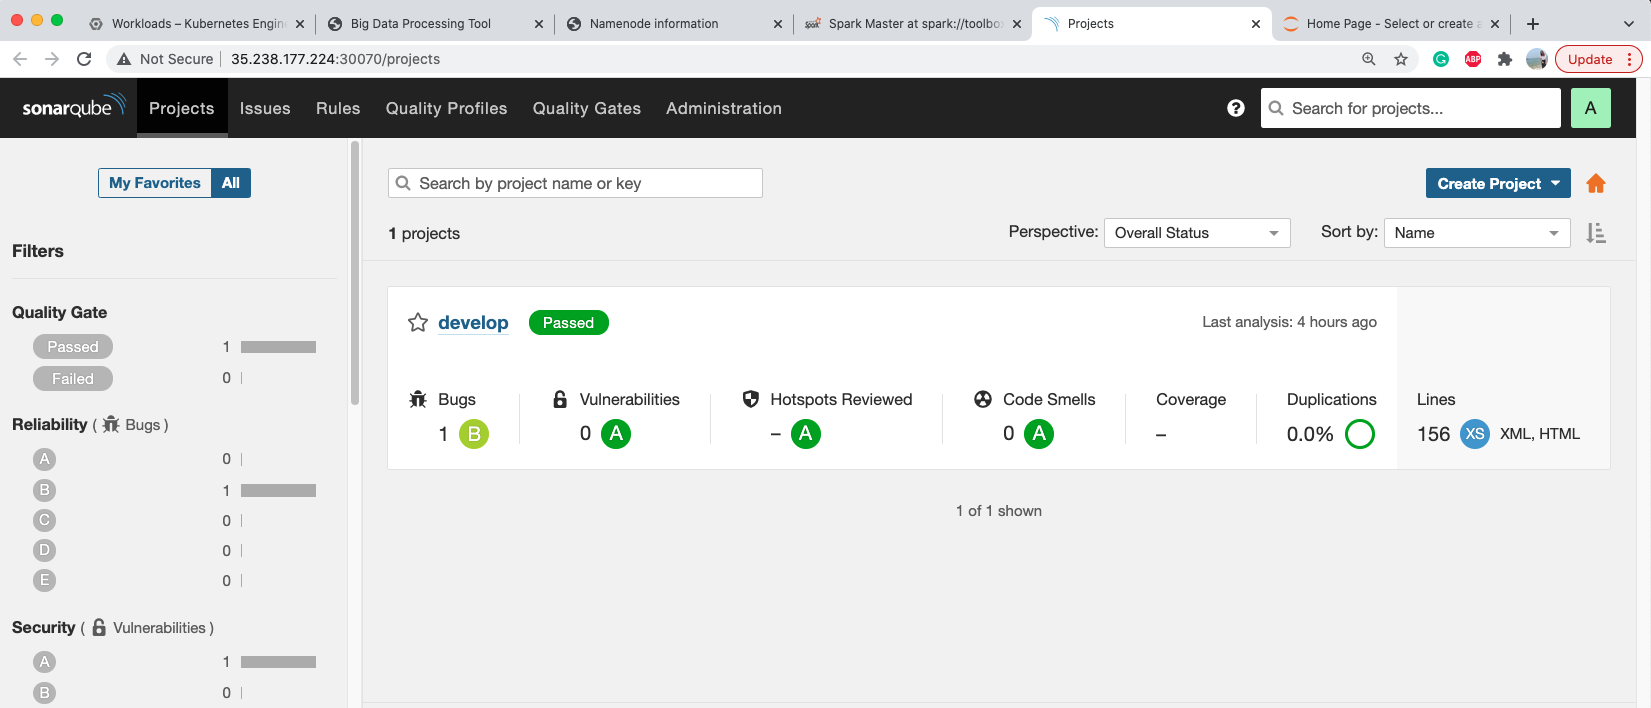 Workloads – Kubernetes Engin
Big Data Processing Tool
Namenode information
Spark Master at spark://toolbo
Projects
Home Page - Select or create a
Not Secure
35.238.177.224:30070/projects
ABP
Update
sonarqube
Projects
Issues
Rules
Quality Profiles
Quality Gates
Administration
?
Search for projects...
A
My Favorites
All
Search by project name or key
Create Project
1 projects
Perspective:
Overall Status
Sort by:
Name
Filters
Quality Gate
Passed 1
Failed 0
Reliability ( Bugs )
A 0
B 1
C 0
D 0
E 0
Security ( Vulnerabilities )
A 1
B 0
develop
Passed
Last analysis: 4 hours ago
Bugs
1 B
Vulnerabilities
0 A
Hotspots Reviewed
– A
Code Smells
0 A
Coverage
–
Duplications
0.0%
Lines
156 XS XML, HTML
1 of 1 shown